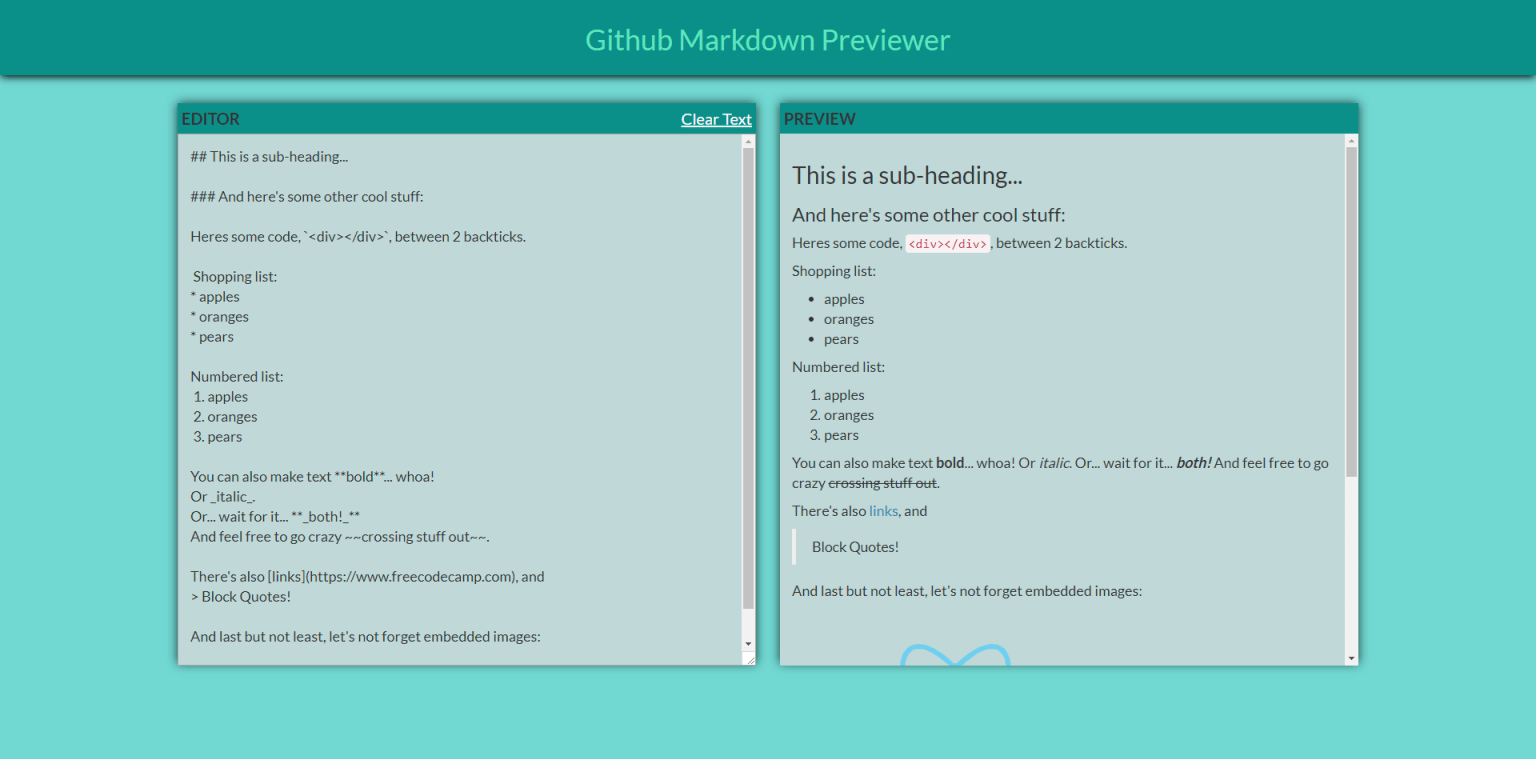 Github Markdown Previewer
EDITOR
Clear Text
## This is a sub-heading...
### And here's some other cool stuff:
Heres some code, `<div></div>`, between 2 backticks.
Shopping list:
* apples
* oranges
* pears
Numbered list:
1. apples
2. oranges
3. pears
You can also make text **bold**... whoa!
Or _italic_.
Or... wait for it... **_both!_**
And feel free to go crazy ~~crossing stuff out~~.
There's also [links](https://www.freecodecamp.com), and
> Block Quotes!
And last but not least, let's not forget embedded images:
PREVIEW
This is a sub-heading...
And here's some other cool stuff:
Heres some code, <div></div>, between 2 backticks.
Shopping list:
• apples
• oranges
• pears
Numbered list:
1. apples
2. oranges
3. pears
You can also make text bold... whoa! Or italic. Or... wait for it... both! And feel free to go
crazy crossing stuff out.
There's also links, and
Block Quotes!
And last but not least, let's not forget embedded images: